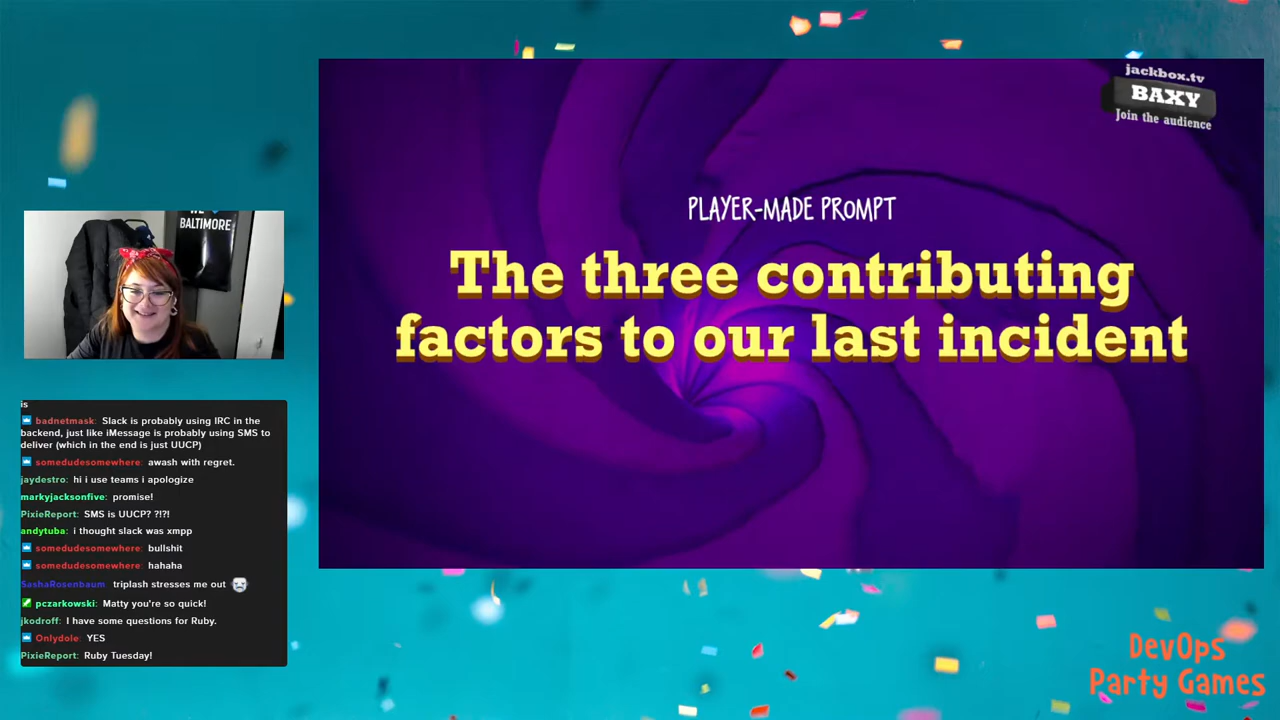 jackbox.tv
BAXY
Join the audience
PLAYER-MADE PROMPT
The three contributing
factors to our last incident
BALTIMORE
is
badnetmask: Slack is probably using IRC in the
backend, just like iMessage is probably using SMS to
deliver (which in the end is just UUCP)
somedudesomewhere: awash with regret.
jaydestro: hi i use teams i apologize
markyjacksonfive: promise!
PixieReport: SMS is UUCP? ?!?!
andytuba: i thought slack was xmpp
somedudesomewhere: bullshit
somedudesomewhere: hahaha
SashaRosenbaum: triplash stresses me out
pczarkowski: Matty you're so quick!
jkodroff: I have some questions for Ruby.
Onlydole: YES
PixieReport: Ruby Tuesday!
DevOps
Party Games